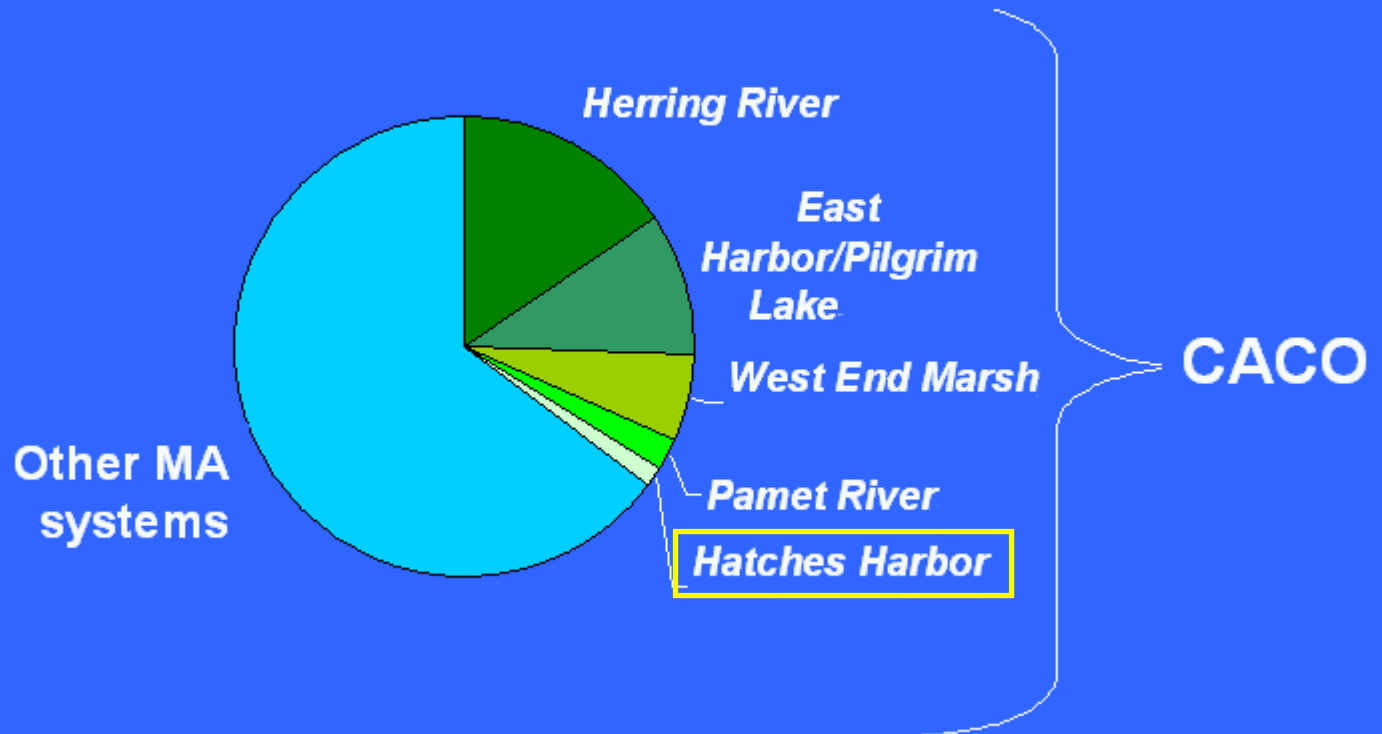 Herring River
East
Harbor/Pilgrim
Lake
West End Marsh
CACO
Other MA
systems
Pamet River
Hatches Harbor